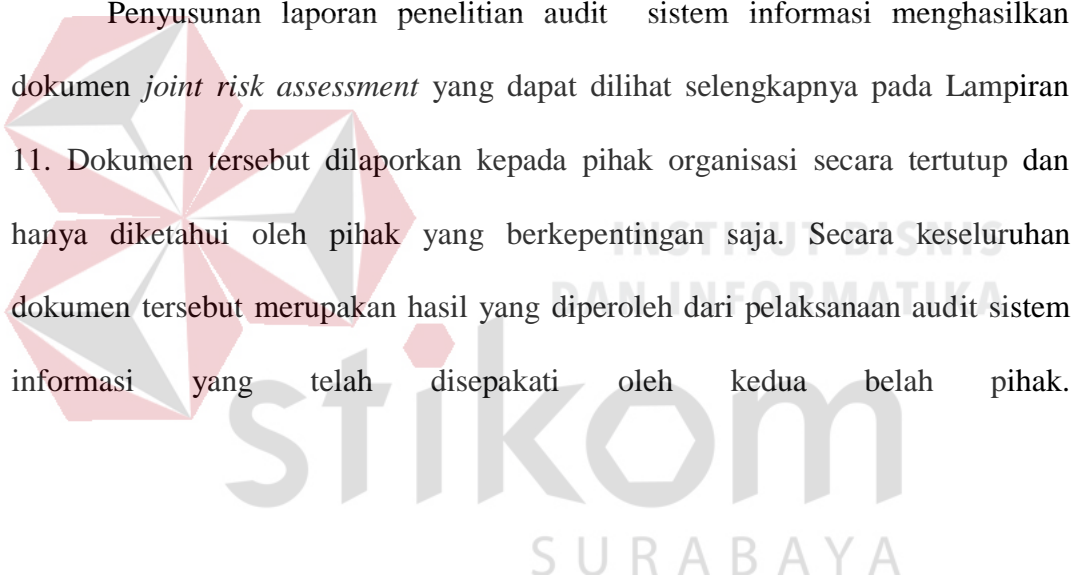 Penyusunan laporan penelitian audit sistem informasi menghasilkan
dokumen joint risk assessment yang dapat dilihat selengkapnya pada Lampiran
11. Dokumen tersebut dilaporkan kepada pihak organisasi secara tertutup dan
hanya diketahui oleh pihak yang berkepentingan saja. Secara keseluruhan
INSTITUT BISNIS
DAN INFORMATIKA
dokumen tersebut merupakan hasil yang diperoleh dari pelaksanaan audit sistem
informasi yang telah disepakati oleh kedua belah pihak.
stikom
SURABAYA